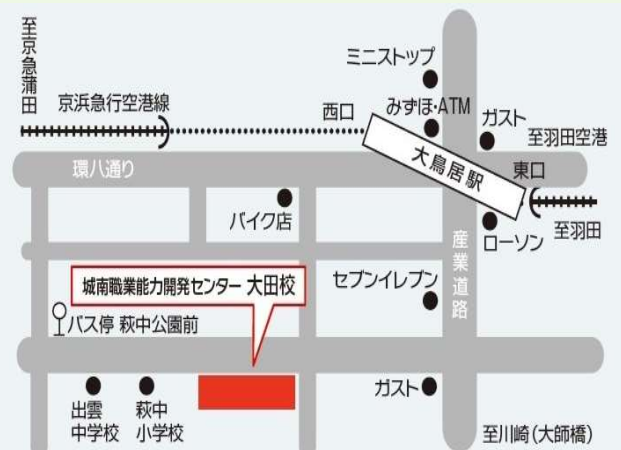 至京急蒲田
ミニストップ
京浜急行空港線
西口
みずほ・ATM
ガスト
至羽田空港
大鳥居駅
東口
環八通り
バイク店
ローソン
至羽田
産業道路
城南職業能力開発センター 大田校
セブンイレブン
バス停 萩中公園前
出雲
中学校
萩中
小学校
ガスト
至川崎(大師橋)